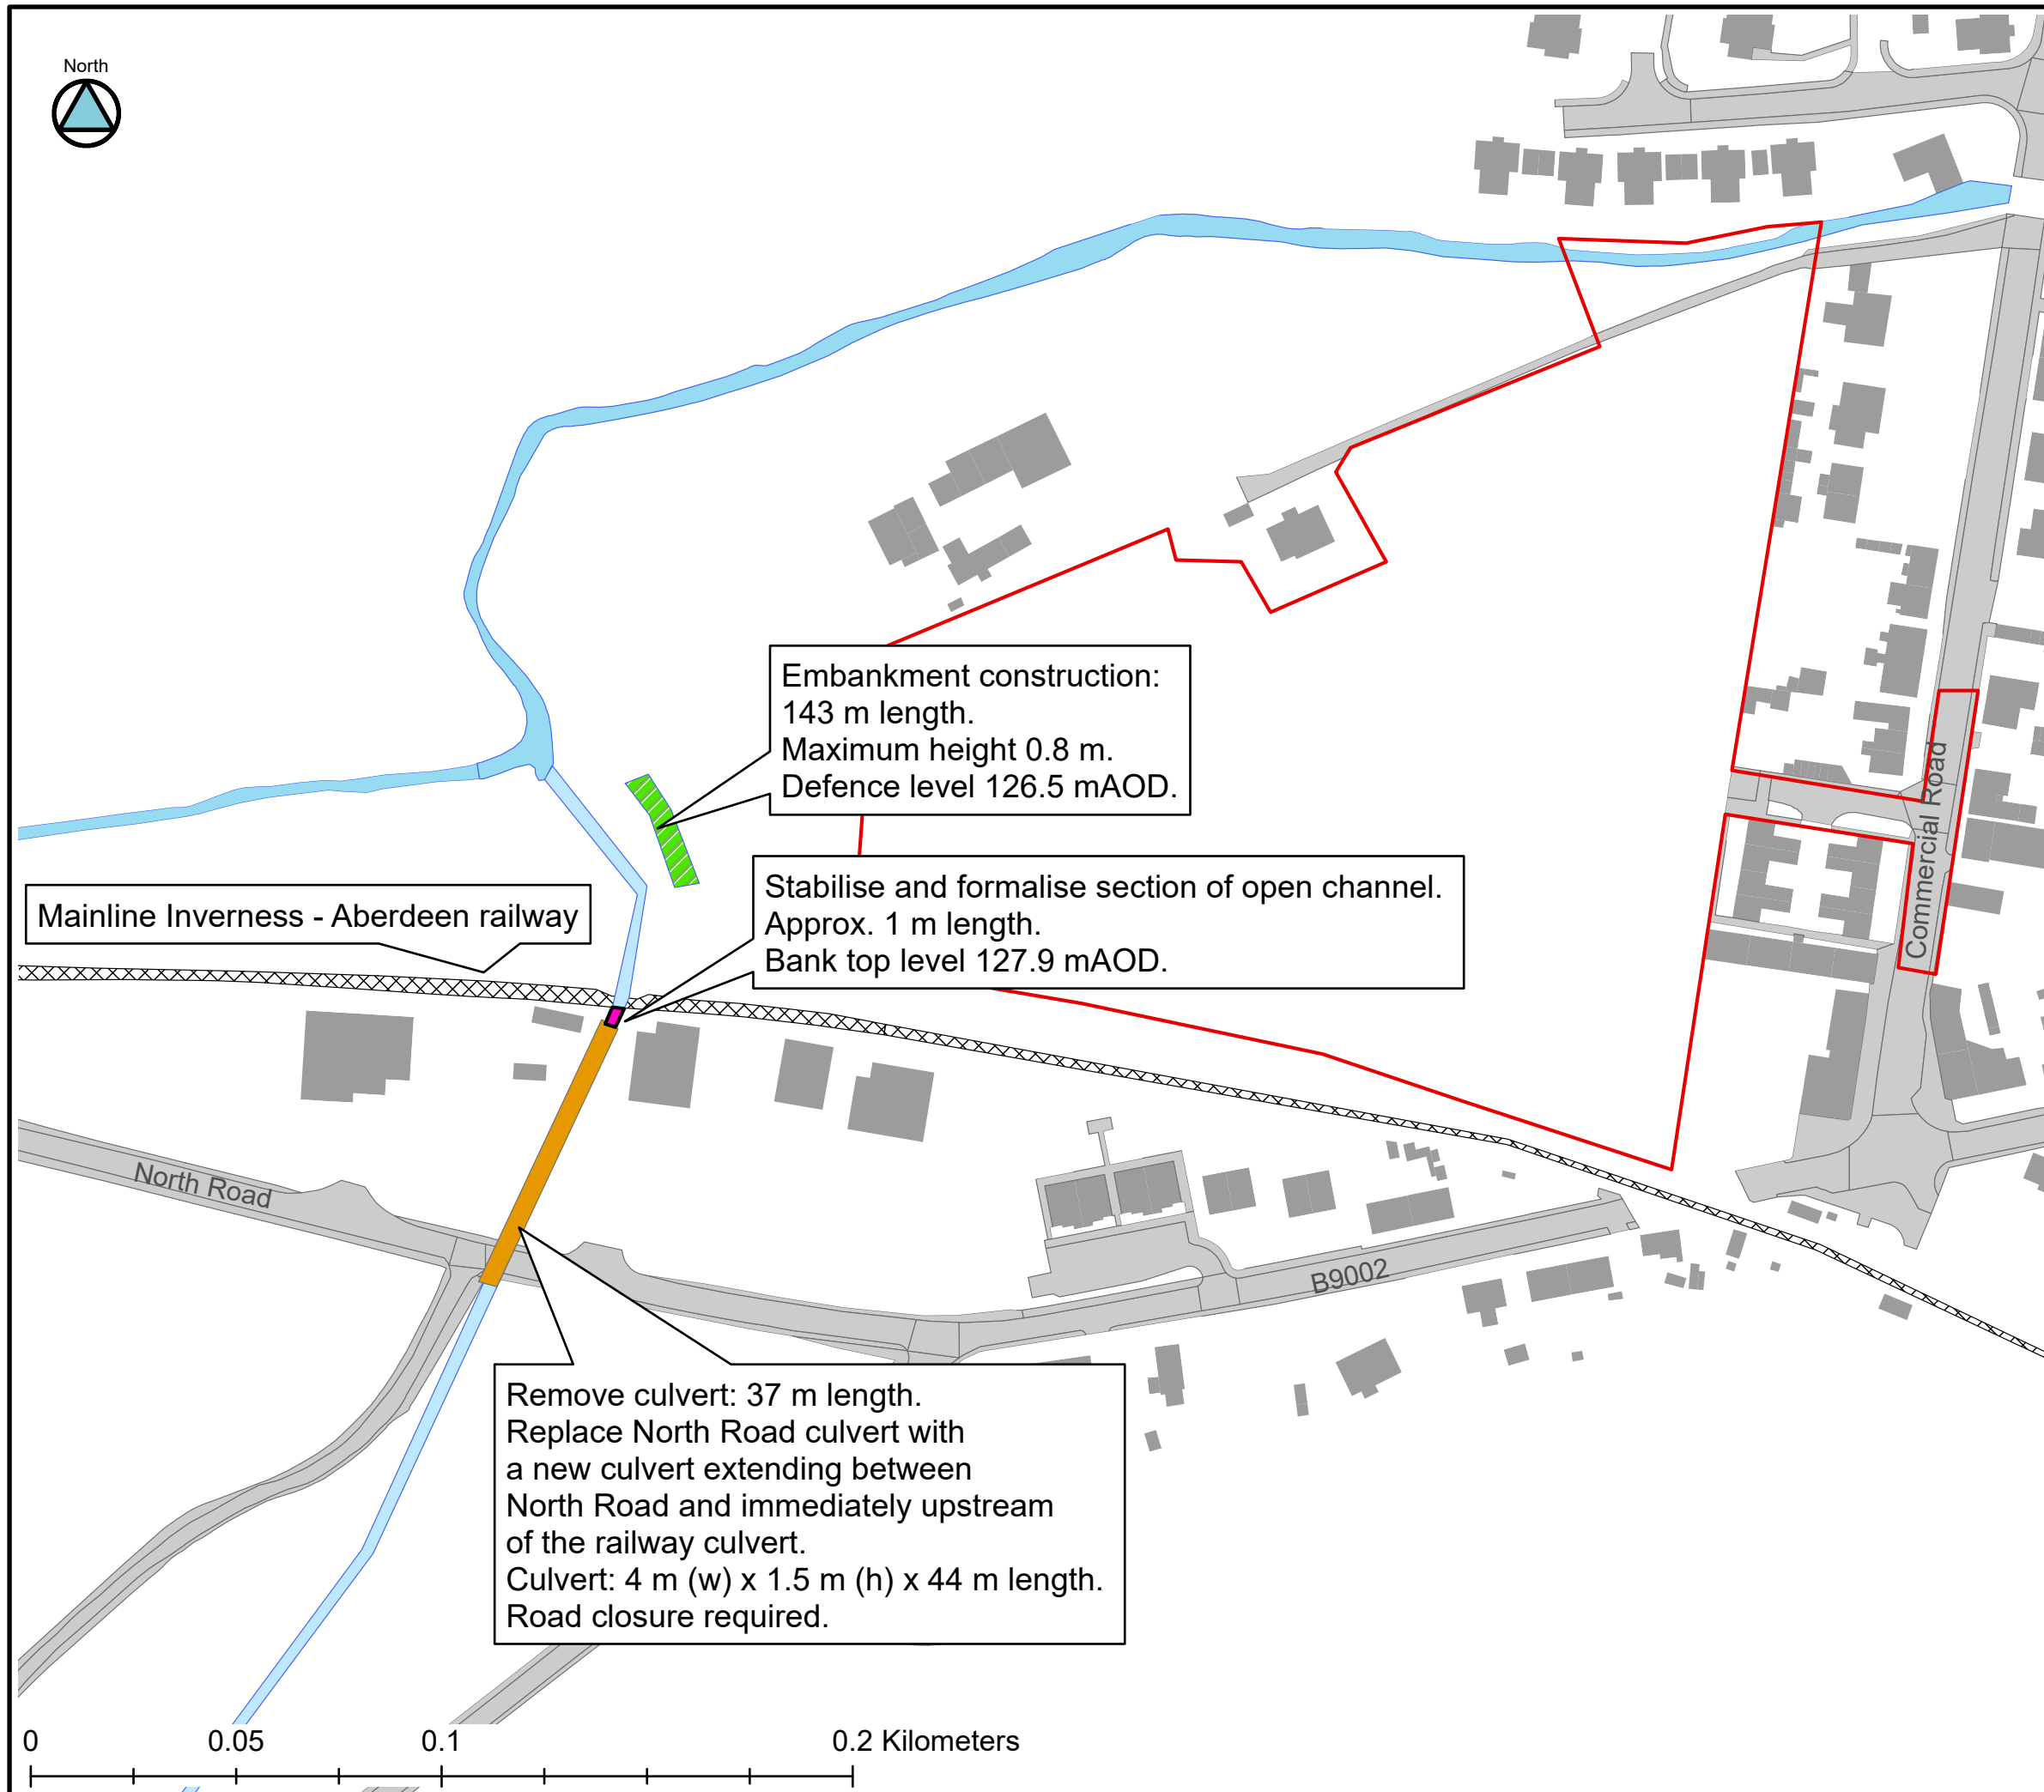 North
Embankment construction:
143 m length.
Maximum height 0.8 m.
Defence level 126.5 mAOD.
Stabilise and formalise section of open channel.
Approx. 1 m length.
Bank top level 127.9 mAOD.
Mainline Inverness - Aberdeen railway
Commercial Road
North Road
B9002
Remove culvert: 37 m length.
Replace North Road culvert with
a new culvert extending between
North Road and immediately upstream
of the railway culvert.
Culvert: 4 m (w) x 1.5 m (h) x 44 m length.
Road closure required.
0 0.05 0.1 0.2 Kilometers